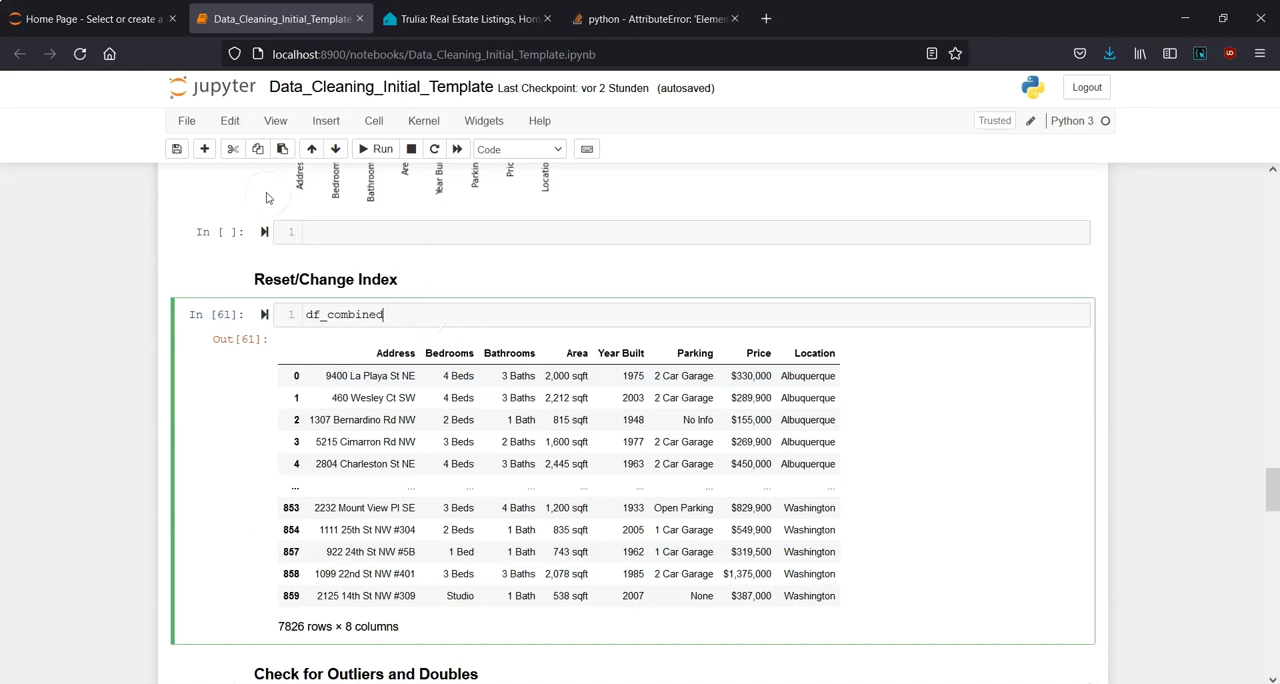 Home Page - Select or create a
Data_Cleaning_Initial_Template
Trulia: Real Estate Listings, Hom
python - AttributeError: 'Elemen
localhost:8900/notebooks/Data_Cleaning_Initial_Template.ipynb
jupyter Data_Cleaning_Initial_Template Last Checkpoint: vor 2 Stunden (autosaved)
Logout
File Edit View Insert Cell Kernel Widgets Help
Trusted Python 3
Run Code
Address Bedrooms Bathrooms Area Year Built Parking Price Location
In [ ]: 1
Reset/Change Index
In [61]: 1 df_combined
Out[61]:
Address Bedrooms Bathrooms Area Year Built Parking Price Location
0 9400 La Playa St NE 4 Beds 3 Baths 2,000 sqft 1975 2 Car Garage $330,000 Albuquerque
1 460 Wesley Ct SW 4 Beds 3 Baths 2,212 sqft 2003 2 Car Garage $289,900 Albuquerque
2 1307 Bernardino Rd NW 2 Beds 1 Bath 815 sqft 1948 No Info $155,000 Albuquerque
3 5215 Cimarron Rd NW 3 Beds 2 Baths 1,600 sqft 1977 2 Car Garage $269,900 Albuquerque
4 2804 Charleston St NE 4 Beds 3 Baths 2,445 sqft 1963 2 Car Garage $450,000 Albuquerque
... ... ... ... ... ... ... ... ...
853 2232 Mount View Pl SE 3 Beds 4 Baths 1,200 sqft 1933 Open Parking $829,900 Washington
854 1111 25th St NW #304 2 Beds 1 Bath 835 sqft 2005 1 Car Garage $549,900 Washington
857 922 24th St NW #5B 1 Bed 1 Bath 743 sqft 1962 1 Car Garage $319,500 Washington
858 1099 22nd St NW #401 3 Beds 3 Baths 2,078 sqft 1985 2 Car Garage $1,375,000 Washington
859 2125 14th St NW #309 Studio 1 Bath 538 sqft 2007 None $387,000 Washington
7826 rows × 8 columns
Check for Outliers and Doubles